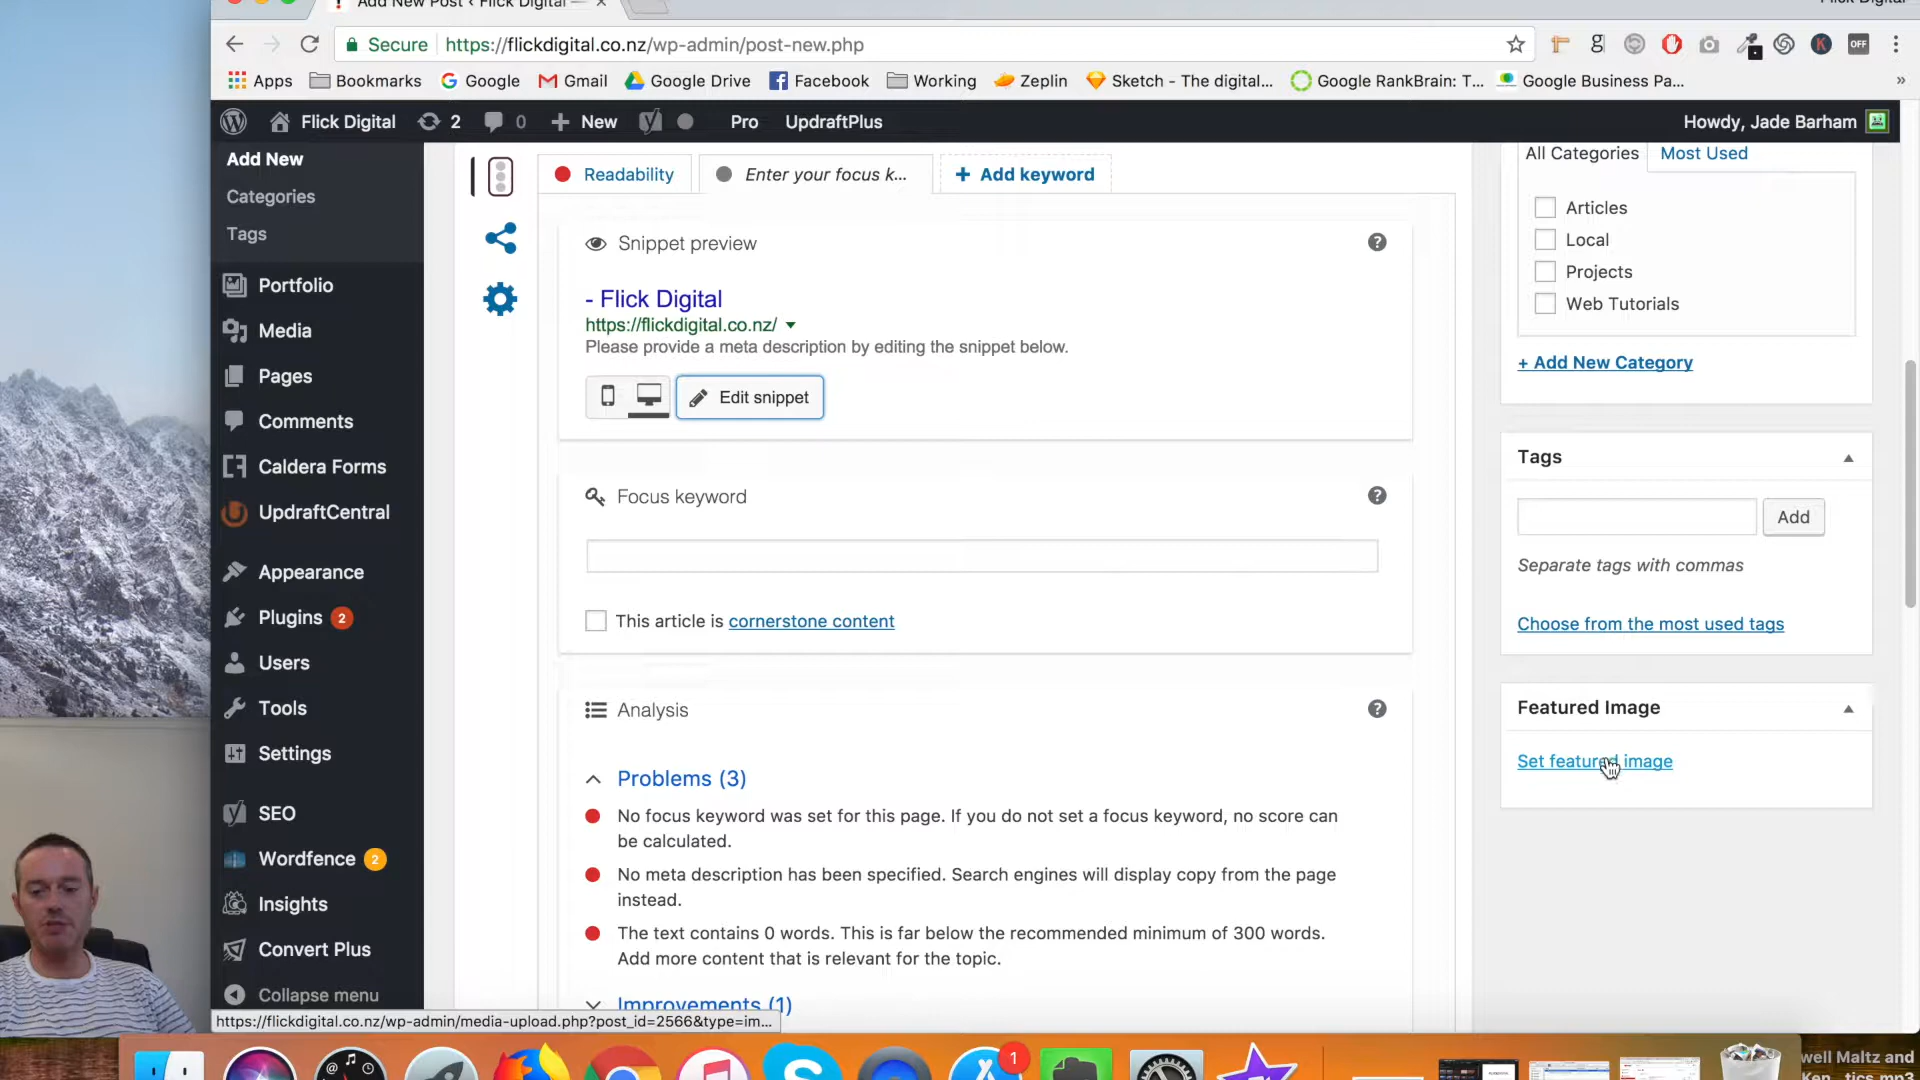 Add New Post ‹ Flick Digital —
Flick Digital
Secure https://flickdigital.co.nz/wp-admin/post-new.php
OFF
Apps Bookmarks Google Gmail Google Drive Facebook Working Zeplin Sketch - The digital... Google RankBrain: T... Google Business Pa... »
Flick Digital 2 0 + New Pro UpdraftPlus Howdy, Jade Barham
Add New
Categories
Tags
Portfolio
Media
Pages
Comments
Caldera Forms
UpdraftCentral
Appearance
Plugins 2
Users
Tools
Settings
SEO
Wordfence 2
Insights
Convert Plus
Collapse menu
Readability Enter your focus k... + Add keyword
Snippet preview
- Flick Digital
https://flickdigital.co.nz/
Please provide a meta description by editing the snippet below.
Edit snippet
Focus keyword
This article is cornerstone content
Analysis
Problems (3)
No focus keyword was set for this page. If you do not set a focus keyword, no score can
be calculated.
No meta description has been specified. Search engines will display copy from the page
instead.
The text contains 0 words. This is far below the recommended minimum of 300 words.
Add more content that is relevant for the topic.
Improvements (1)
All Categories Most Used
Articles
Local
Projects
Web Tutorials
+ Add New Category
Tags
Add
Separate tags with commas
Choose from the most used tags
Featured Image
Set featured image
https://flickdigital.co.nz/wp-admin/media-upload.php?post_id=2566&type=im...
1
well Maltz and